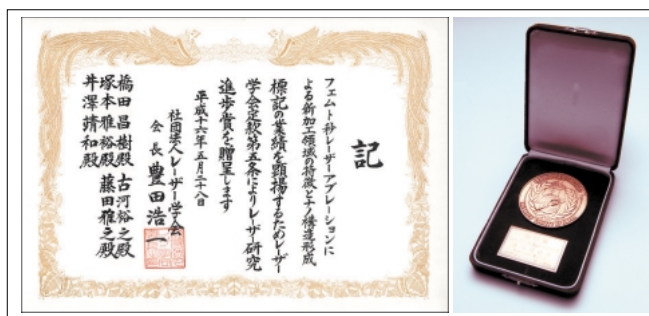 記
フェムト秒レーザーアブレーションに
よる新加工領域の特徴とナノ構造形成
標記の業績を顕揚するためレーザー
学会定款第五条によりレーザ研究
進歩賞を贈呈します
平成十六年五月二十八日
社団法人レーザー学会
会長 豊田浩一
橋田昌樹殿 古河裕之殿
塚本雅裕殿 藤田雅之殿
井澤靖和殿